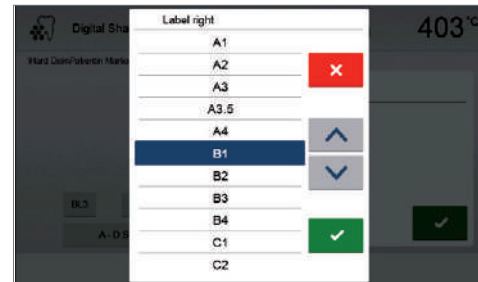 Label right
Digital Sha
403 °C
A1
A2
A3
A3.5
A4
B1
B2
B3
B4
C1
C2
BL3
A-D S